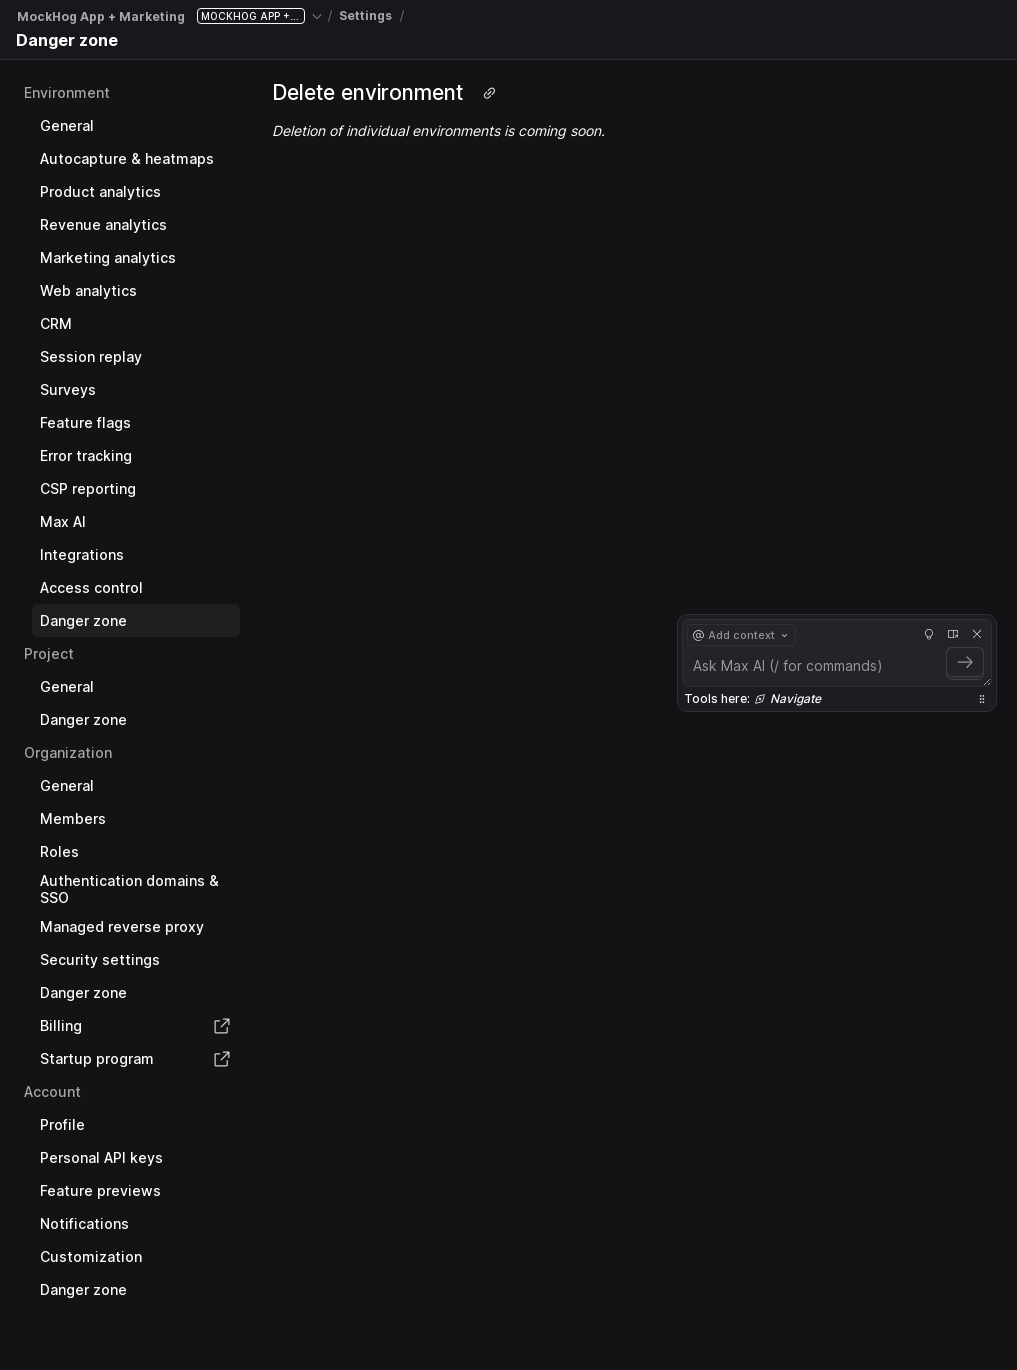 MockHog App + Marketing MOCKHOG APP +... / Settings /
Danger zone
Environment
General
Autocapture & heatmaps
Product analytics
Revenue analytics
Marketing analytics
Web analytics
CRM
Session replay
Surveys
Feature flags
Error tracking
CSP reporting
Max AI
Integrations
Access control
Danger zone
Project
General
Danger zone
Organization
General
Members
Roles
Authentication domains &
SSO
Managed reverse proxy
Security settings
Danger zone
Billing
Startup program
Account
Profile
Personal API keys
Feature previews
Notifications
Customization
Danger zone
Delete environment
Deletion of individual environments is coming soon.
@ Add context
Ask Max AI (/ for commands)
Tools here: Navigate